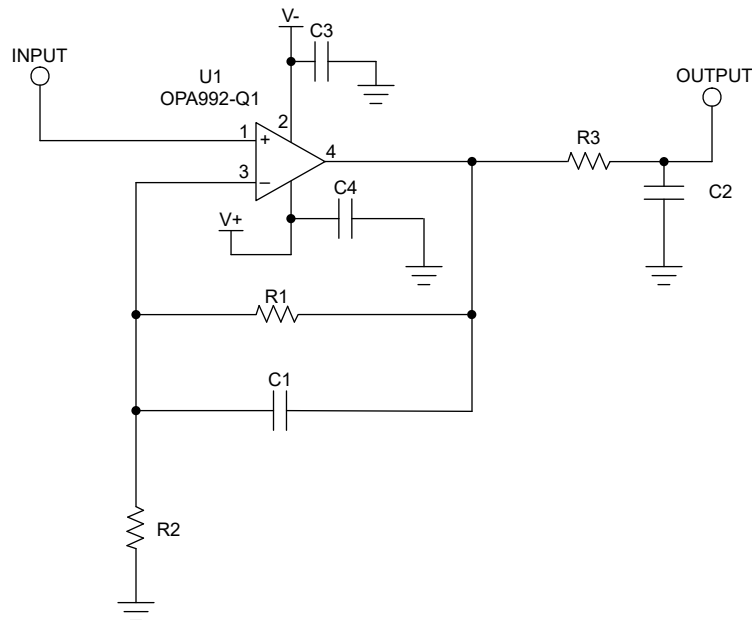 V-
C3
INPUT
U1
OPA992-Q1
OUTPUT
2
1
+
R3
4
3
–
C4
C2
V+
R1
C1
R2